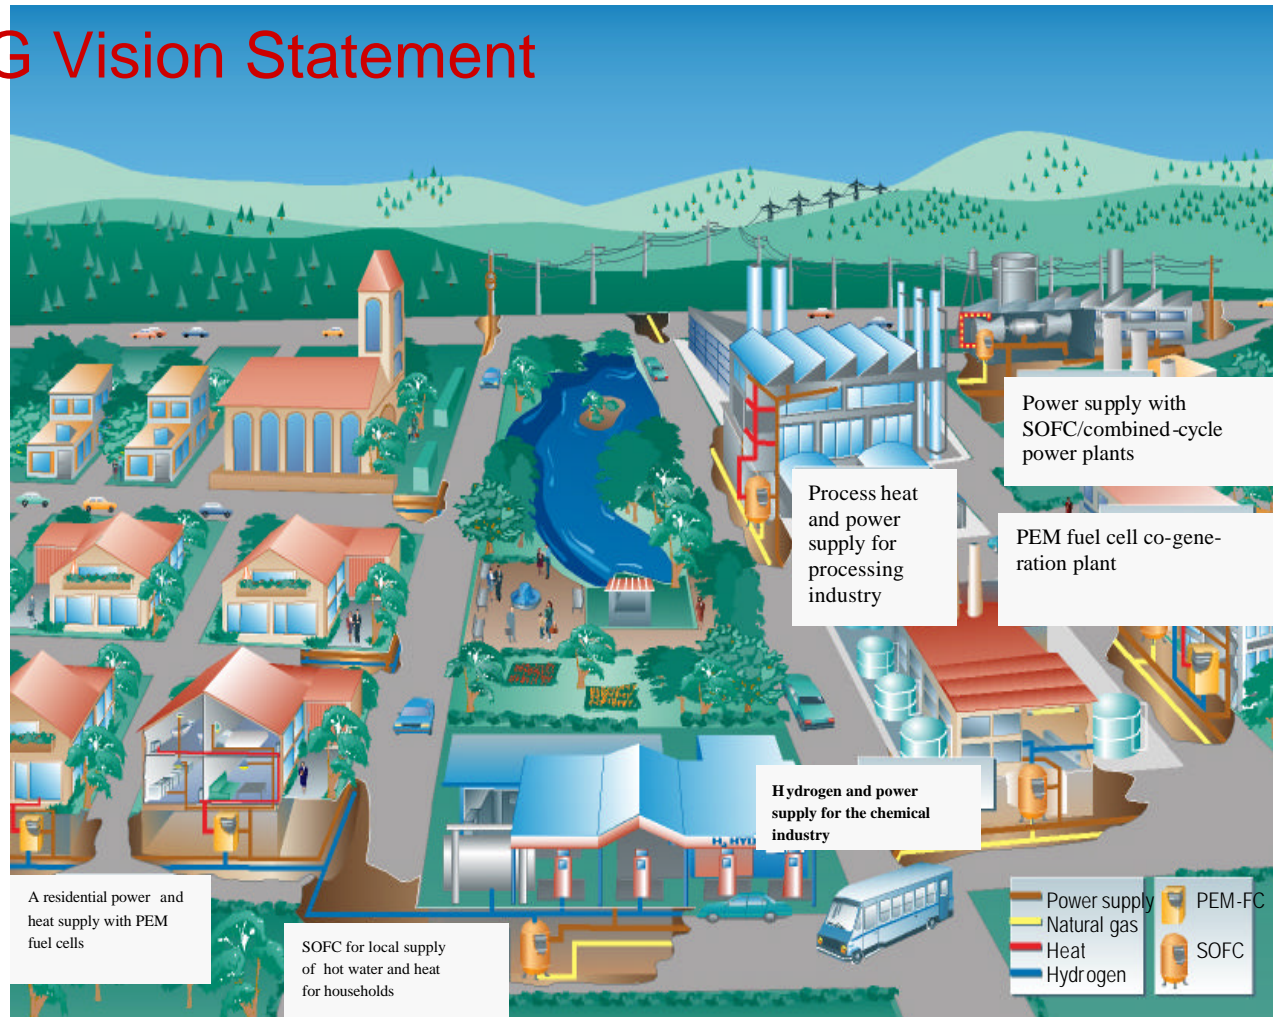 G Vision Statement
Power supply with
SOFC/combined-cycle
power plants
Process heat
and power
supply for
processing
industry
PEM fuel cell co-gene-
ration plant
Hydrogen and power
supply for the chemical
industry
H₂ HYD
A residential power and
heat supply with PEM
fuel cells
SOFC for local supply
of hot water and heat
for households
Power supply
Natural gas
Heat
Hydrogen
PEM-FC
SOFC